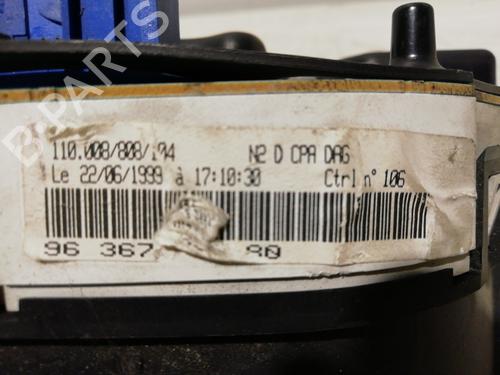 110.008/808/194 N2 D CPA DAG
Le 22/06/1999 à 17:10:30 Ctrl n° 106
96 367 80
B-PARTS